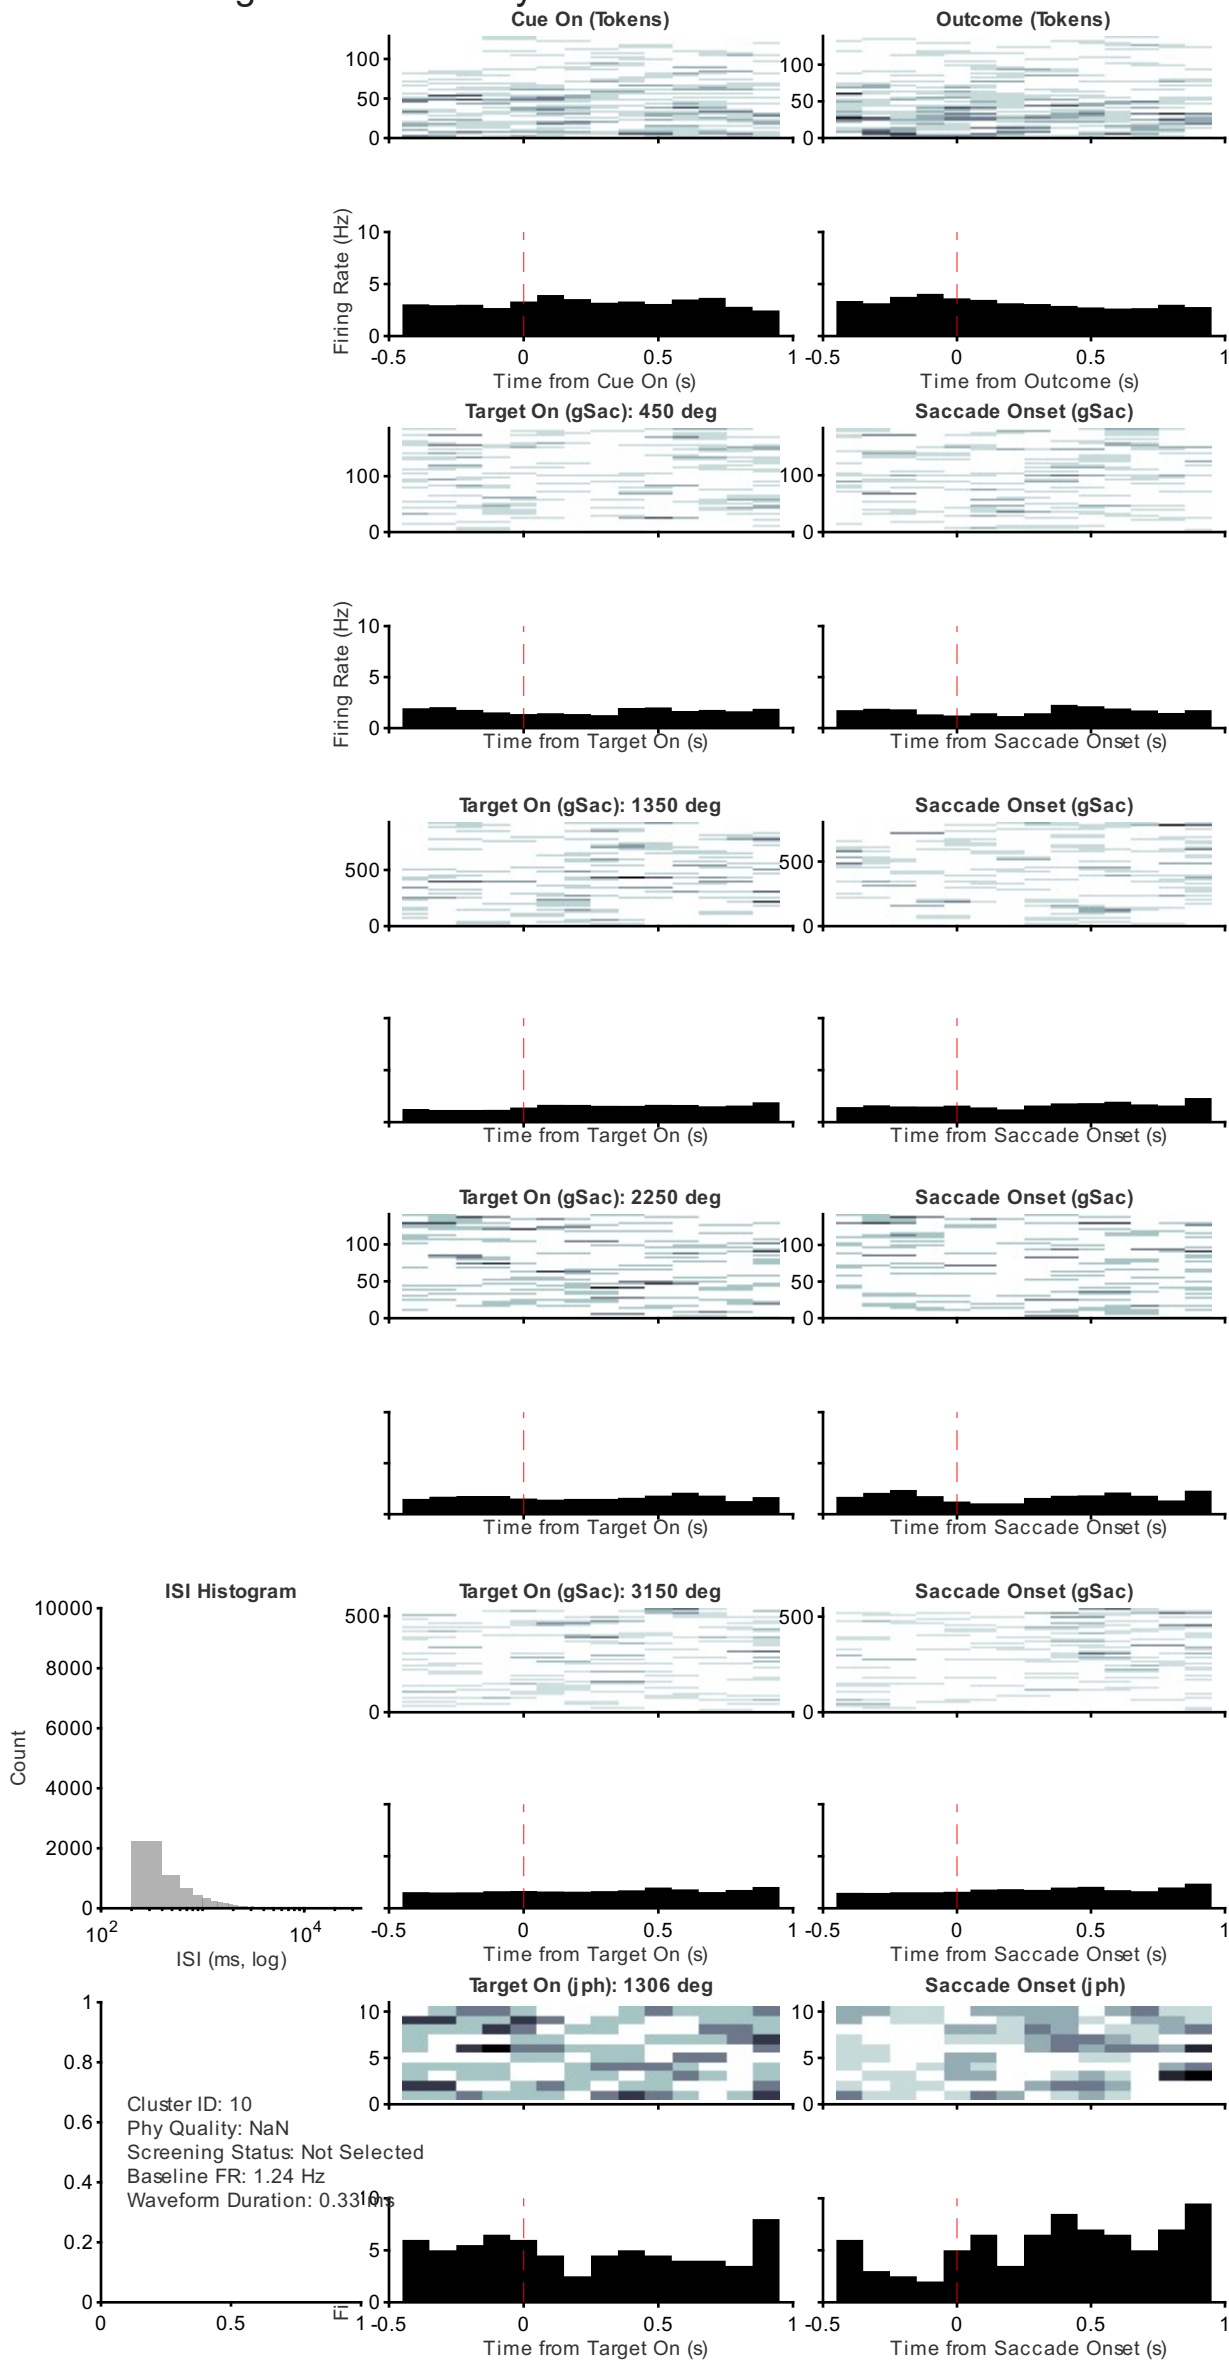 Cue On (Tokens)
Outcome (Tokens)
100
50
0
100
50
0
Firing Rate (Hz)
10
5
0
-0.5
0
0.5
1
-0.5
0
0.5
1
Time from Cue On (s)
Time from Outcome (s)
Target On (gSac): 450 deg
Saccade Onset (gSac)
100
0
100
0
Firing Rate (Hz)
10
5
0
Time from Target On (s)
Time from Saccade Onset (s)
Target On (gSac): 1350 deg
Saccade Onset (gSac)
500
0
500
0
Time from Target On (s)
Time from Saccade Onset (s)
Target On (gSac): 2250 deg
Saccade Onset (gSac)
100
50
0
100
50
0
Time from Target On (s)
Time from Saccade Onset (s)
ISI Histogram
Target On (gSac): 3150 deg
Saccade Onset (gSac)
10000
8000
6000
4000
2000
0
Count
10^2
10^4
ISI (ms, log)
500
0
500
0
-0.5
0
0.5
1
-0.5
0
0.5
1
Time from Target On (s)
Time from Saccade Onset (s)
Target On (jph): 1306 deg
Saccade Onset (jph)
1
0.8
0.6
0.4
0.2
0
0
0.5
1
Cluster ID: 10
Phy Quality: NaN
Screening Status: Not Selected
Baseline FR: 1.24 Hz
Waveform Duration: 0.33 ms
10
5
0
10
5
0
10
5
0
Fi
-0.5
0
0.5
1
-0.5
0
0.5
1
Time from Target On (s)
Time from Saccade Onset (s)